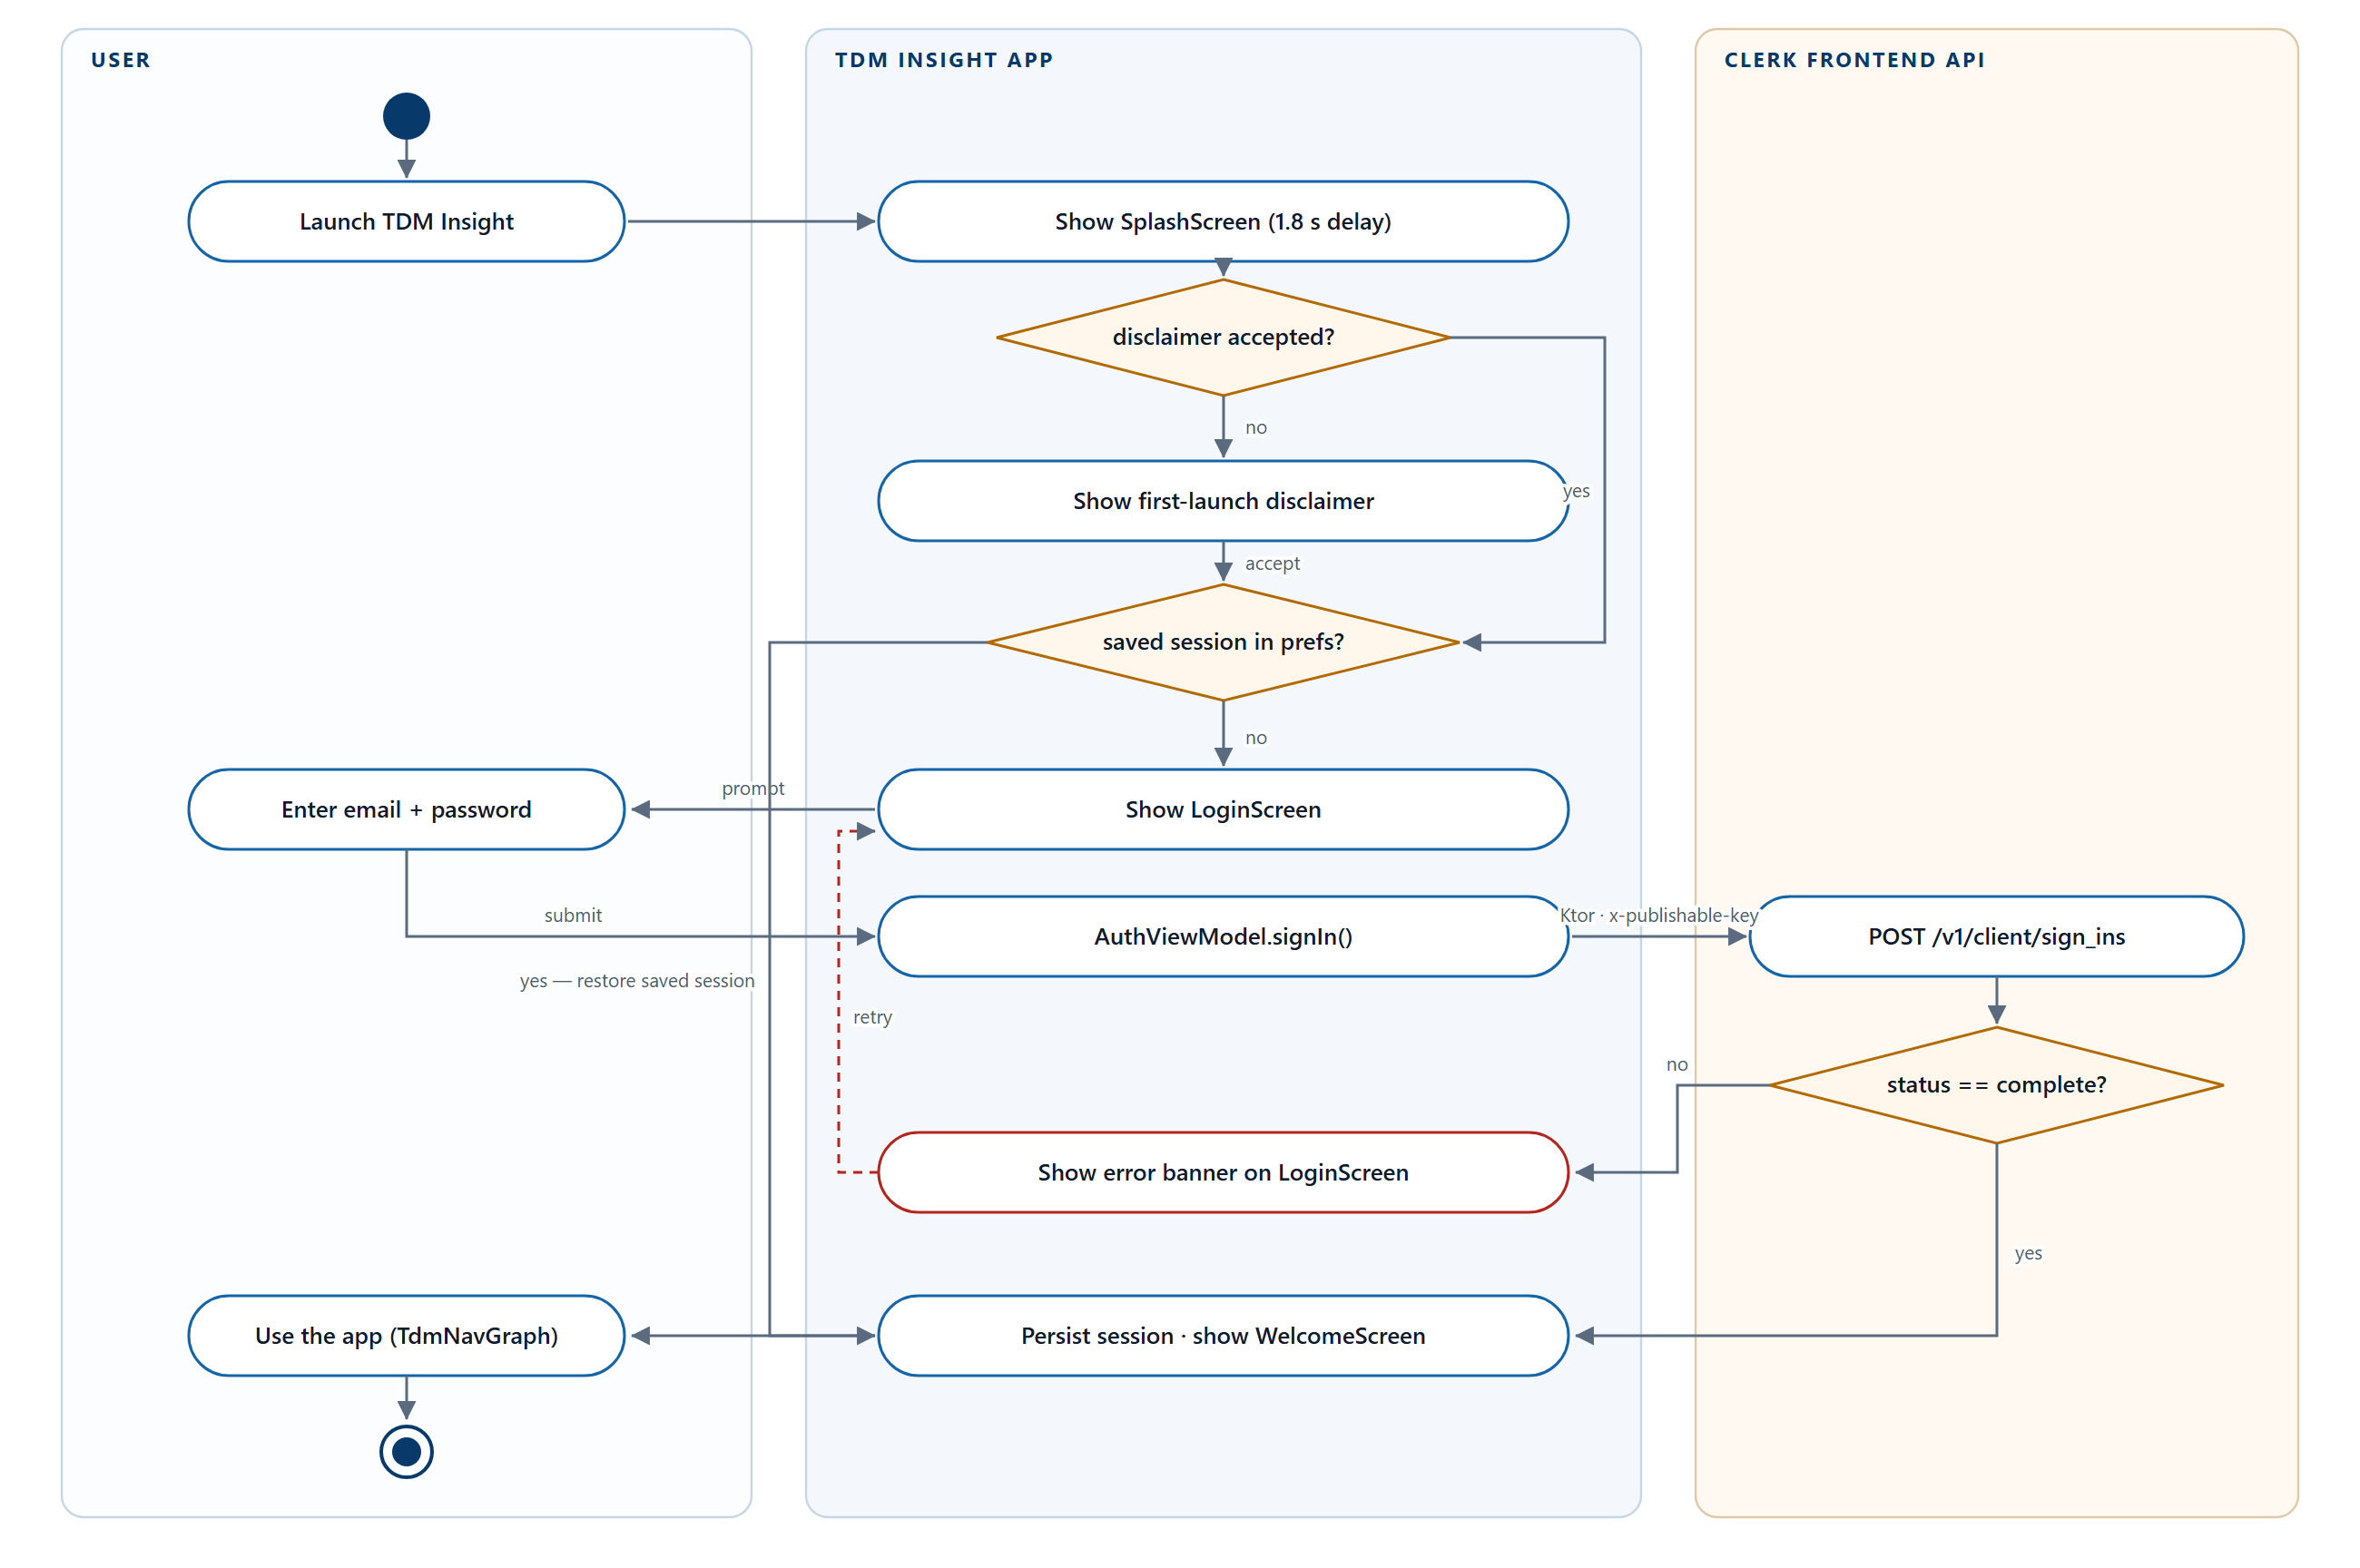 USER
TDM INSIGHT APP
CLERK FRONTEND API
Launch TDM Insight
Show SplashScreen (1.8 s delay)
disclaimer accepted?
no
yes
Show first-launch disclaimer
accept
saved session in prefs?
no
prompt
Enter email + password
Show LoginScreen
submit
AuthViewModel.signIn()
Ktor · x-publishable-key
POST /v1/client/sign_ins
yes — restore saved session
retry
no
status == complete?
Show error banner on LoginScreen
yes
Use the app (TdmNavGraph)
Persist session · show WelcomeScreen